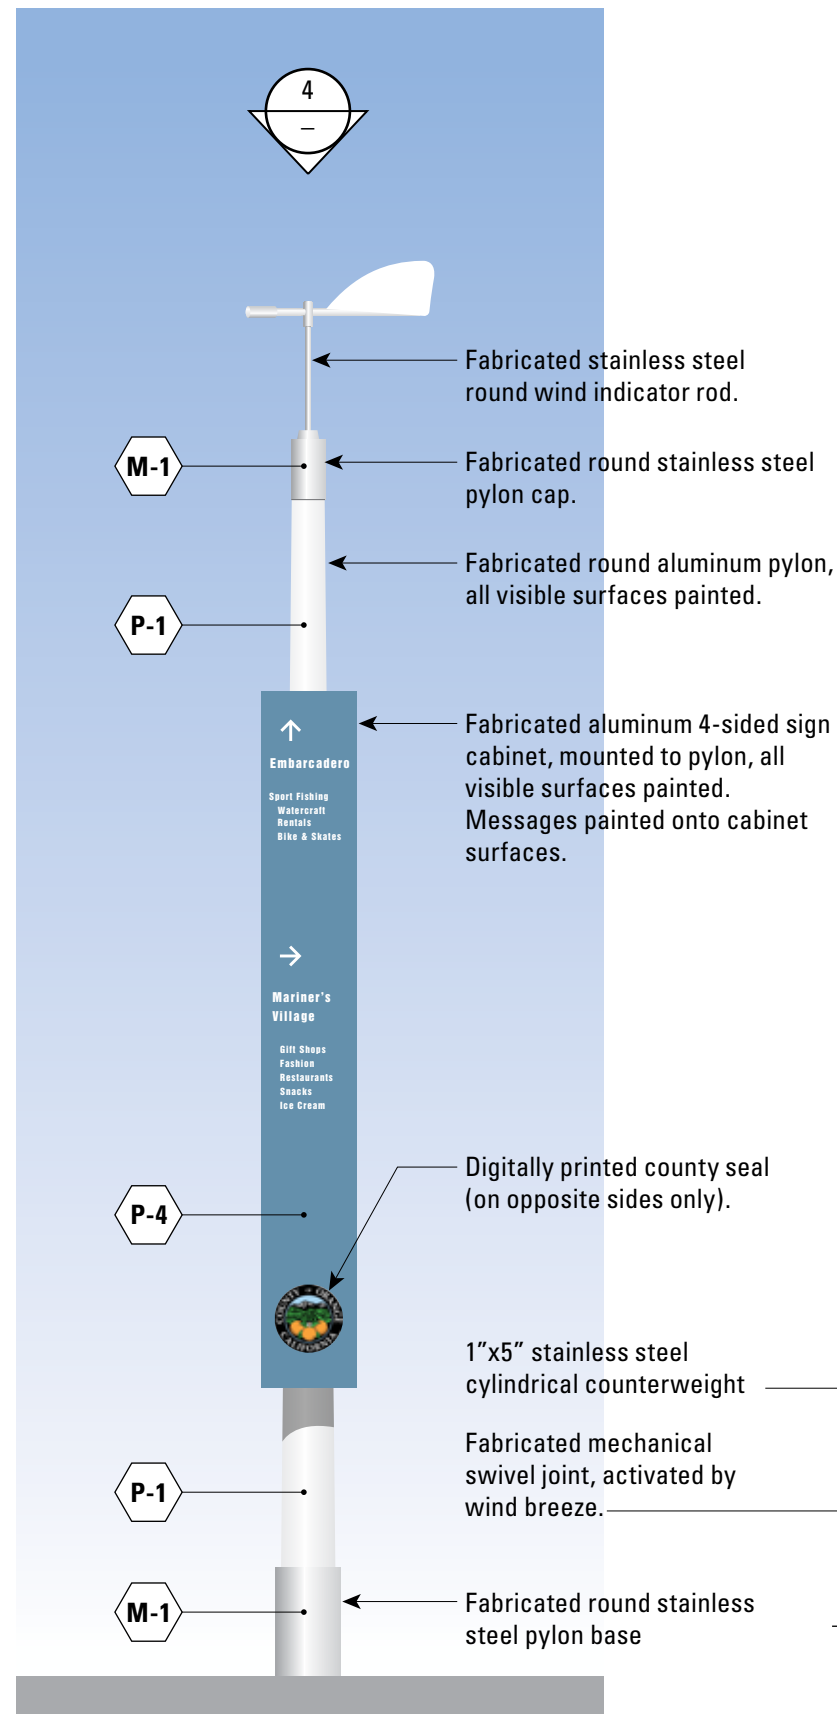 4
–
Fabricated stainless steel
round wind indicator rod.
M-1
Fabricated round stainless steel
pylon cap.
Fabricated round aluminum pylon,
all visible surfaces painted.
P-1
Fabricated aluminum 4-sided sign
cabinet, mounted to pylon, all
visible surfaces painted.
Messages painted onto cabinet
surfaces.
Embarcadero
Sport Fishing
Watercraft
Rentals
Bike & Skates
Mariner's
Village
Gift Shops
Fashion
Restaurants
Snacks
Ice Cream
Digitally printed county seal
(on opposite sides only).
P-4
COUNTY OF ORANGE
CALIFORNIA
1”x5” stainless steel
cylindrical counterweight
Fabricated mechanical
swivel joint, activated by
wind breeze.
P-1
M-1
Fabricated round stainless
steel pylon base